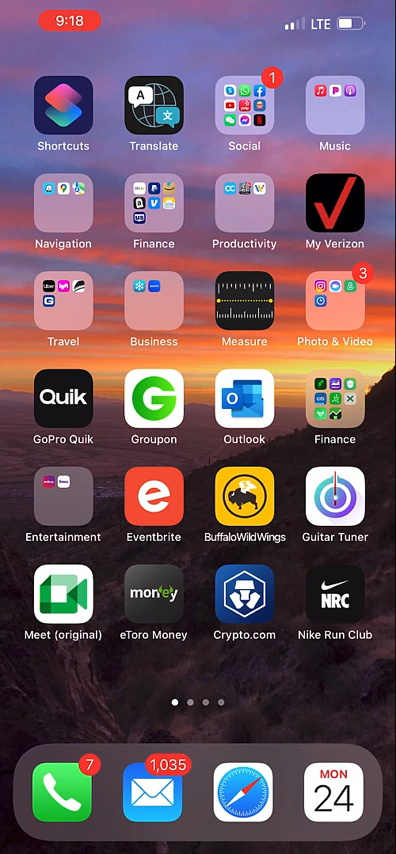 9:18
LTE
1
Shortcuts
Translate
Social
Music
Navigation
Finance
Productivity
My Verizon
3
Travel
Business
Measure
Photo & Video
Quik
GoPro Quik
Groupon
Outlook
Finance
Entertainment
Eventbrite
BuffaloWildWings
Guitar Tuner
money
NRC
Meet (original)
eToro Money
Crypto.com
Nike Run Club
7
1,035
MON
24